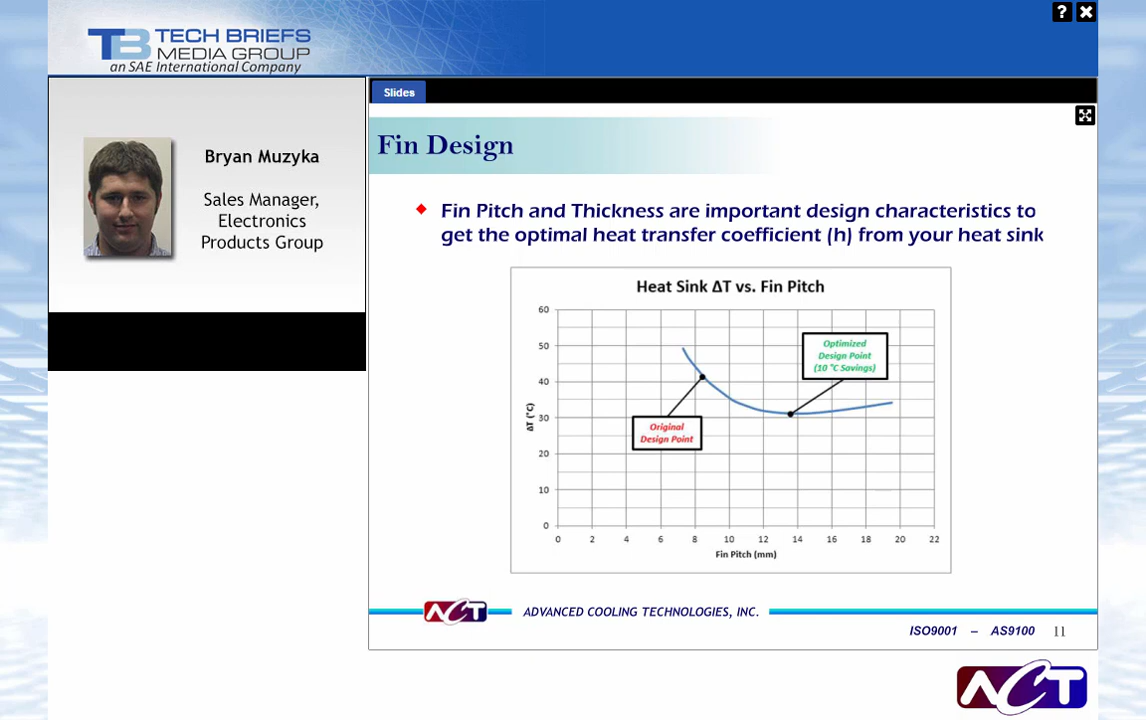 ? ×
TB TECH BRIEFS
MEDIA GROUP
an SAE International Company
Bryan Muzyka
Sales Manager,
Electronics
Products Group
Slides
Fin Design
Fin Pitch and Thickness are important design characteristics to
get the optimal heat transfer coefficient (h) from your heat sink
Heat Sink ΔT vs. Fin Pitch
60
50
40
30
20
10
0
ΔT (°C)
Optimized
Design Point
(10 °C Savings)
Original
Design Point
0 2 4 6 8 10 12 14 16 18 20 22
Fin Pitch (mm)
ACT ADVANCED COOLING TECHNOLOGIES, INC.
ISO9001 – AS9100 11
ACT